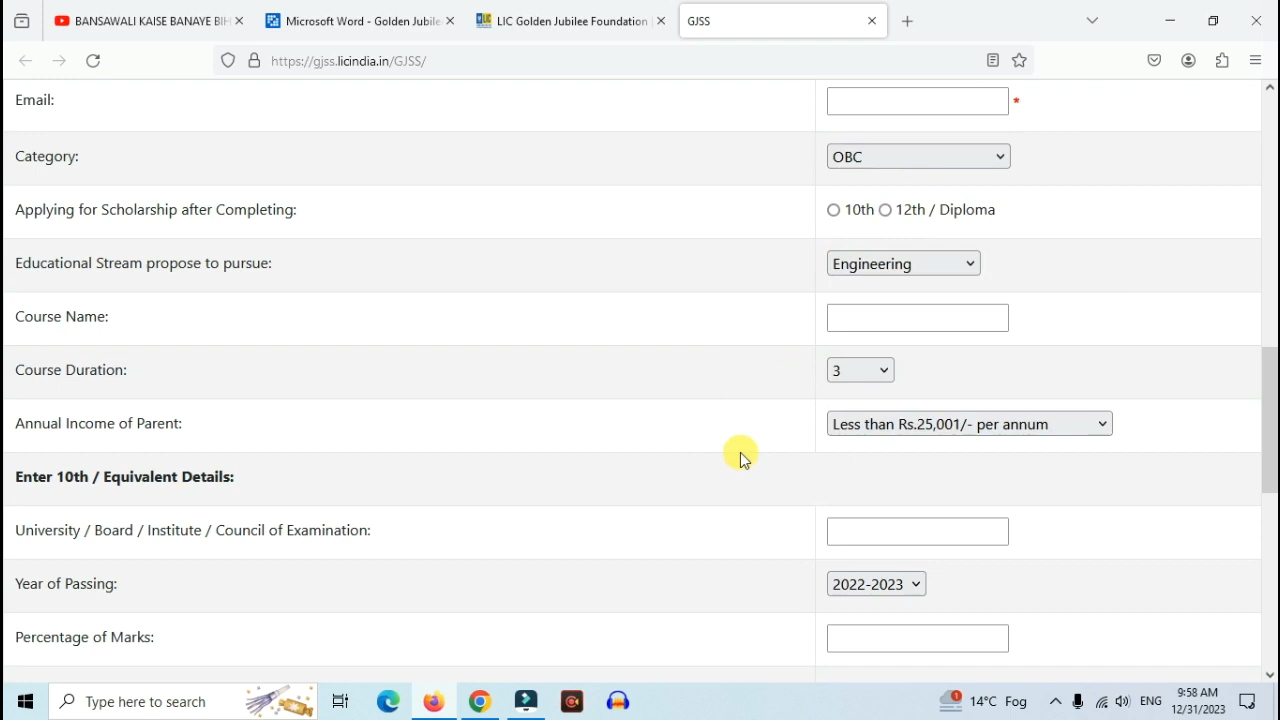 BANSAWALI KAISE BANAYE BIH
Microsoft Word - Golden Jubile
LIC Golden Jubilee Foundation
GJSS
https://gjss.licindia.in/GJSS/
Email:
*
Category:
OBC
Applying for Scholarship after Completing:
10th 12th / Diploma
Educational Stream propose to pursue:
Engineering
Course Name:
Course Duration:
3
Annual Income of Parent:
Less than Rs.25,001/- per annum
Enter 10th / Equivalent Details:
University / Board / Institute / Council of Examination:
Year of Passing:
2022-2023
Percentage of Marks:
Type here to search
1
14°C Fog
ENG
9:58 AM
12/31/2023